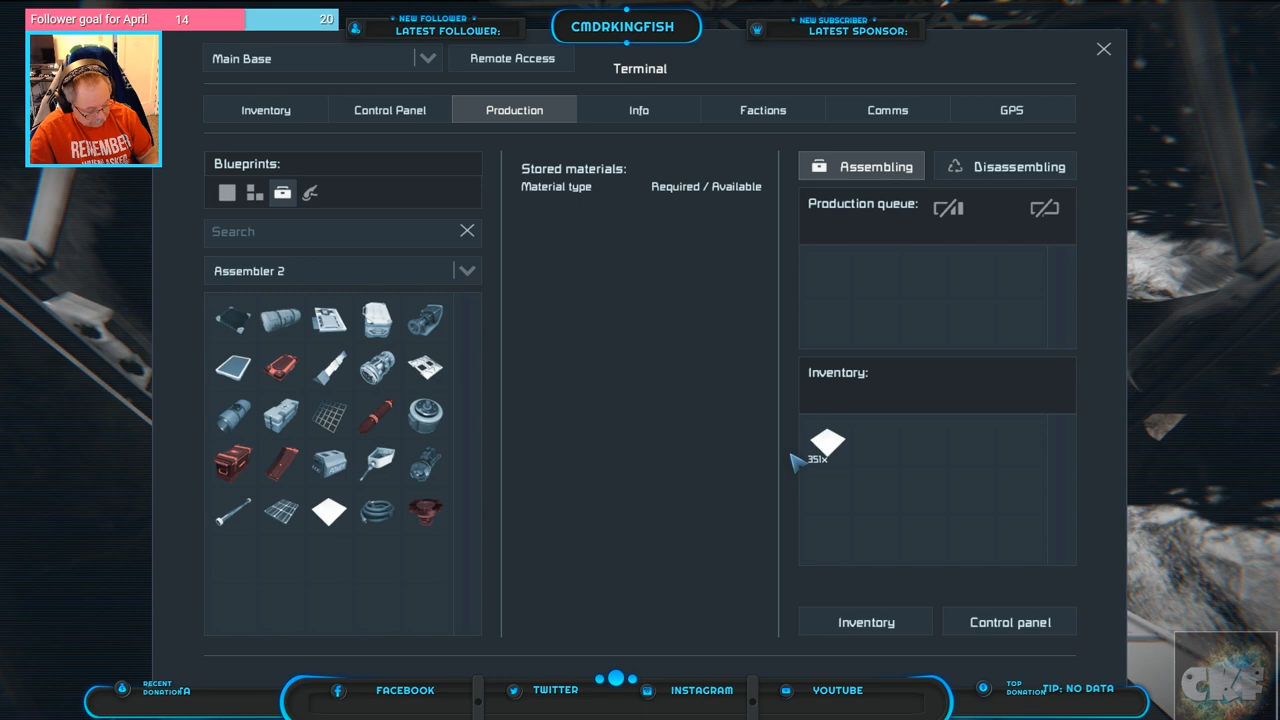 Follower goal for April 14 20
NEW FOLLOWER
LATEST FOLLOWER:
CMDRKINGFISH
NEW SUBSCRIBER
LATEST SPONSOR:
Main Base
Remote Access
Terminal
Inventory
Control Panel
Production
Info
Factions
Comms
GPS
REMEMBER
Blueprints:
Search
Assembler 2
Stored materials:
Material type Required / Available
Assembling
Disassembling
Production queue:
Inventory:
351x
Inventory
Control panel
RECENT
DONATION
FACEBOOK
TWITTER
INSTAGRAM
YOUTUBE
TOP
DONATION
TIP: NO DATA
CKF